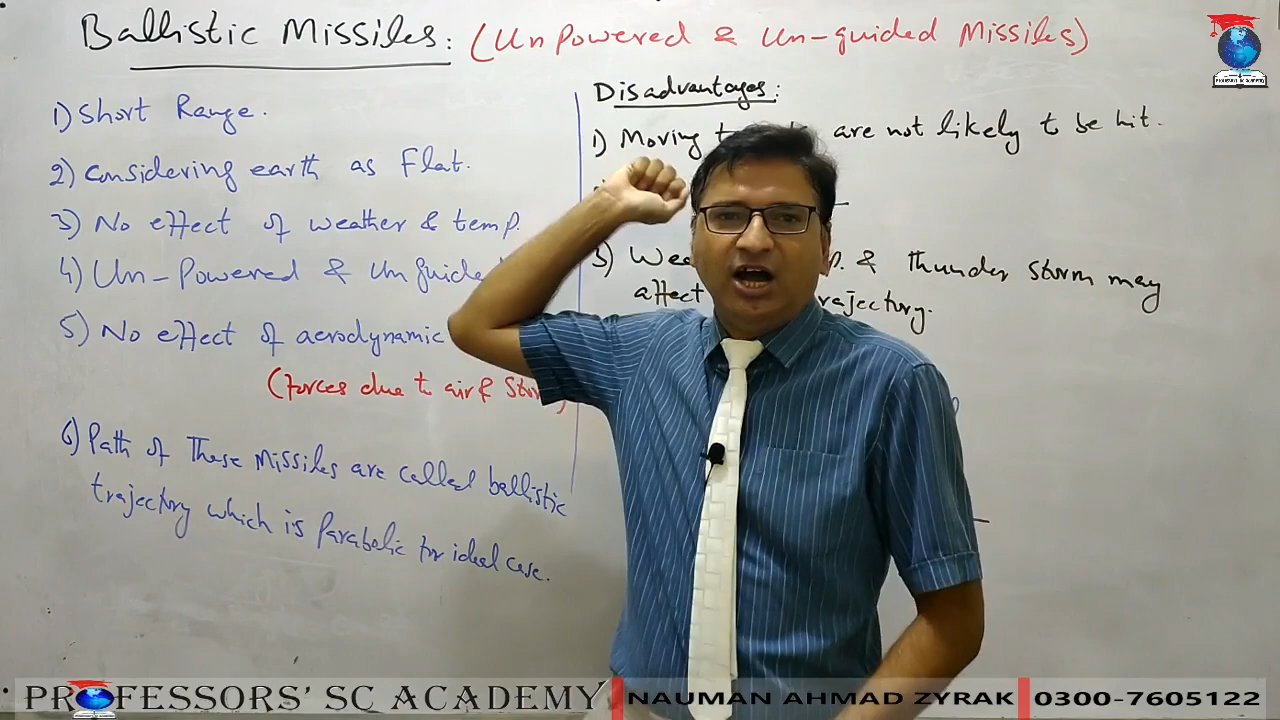 Ballistic Missiles: (UnPowered & Un-guided Missiles)
1) Short Range.
2) Considering earth as Flat.
3) No effect of weather & temp.
4) Un-Powered & Unguided
5) No effect of aerodynamic
(Forces due to air &
6) Path of These Missiles are called ballistic
trajectory which is Parabolic for ideal case.
Disadvantages:
1) Moving are not likely to be hit.
3) & thunder Storm may
affect trajectory.
PROFESSORS' SC ACADEMY NAUMAN AHMAD ZYRAK 0300-7605122